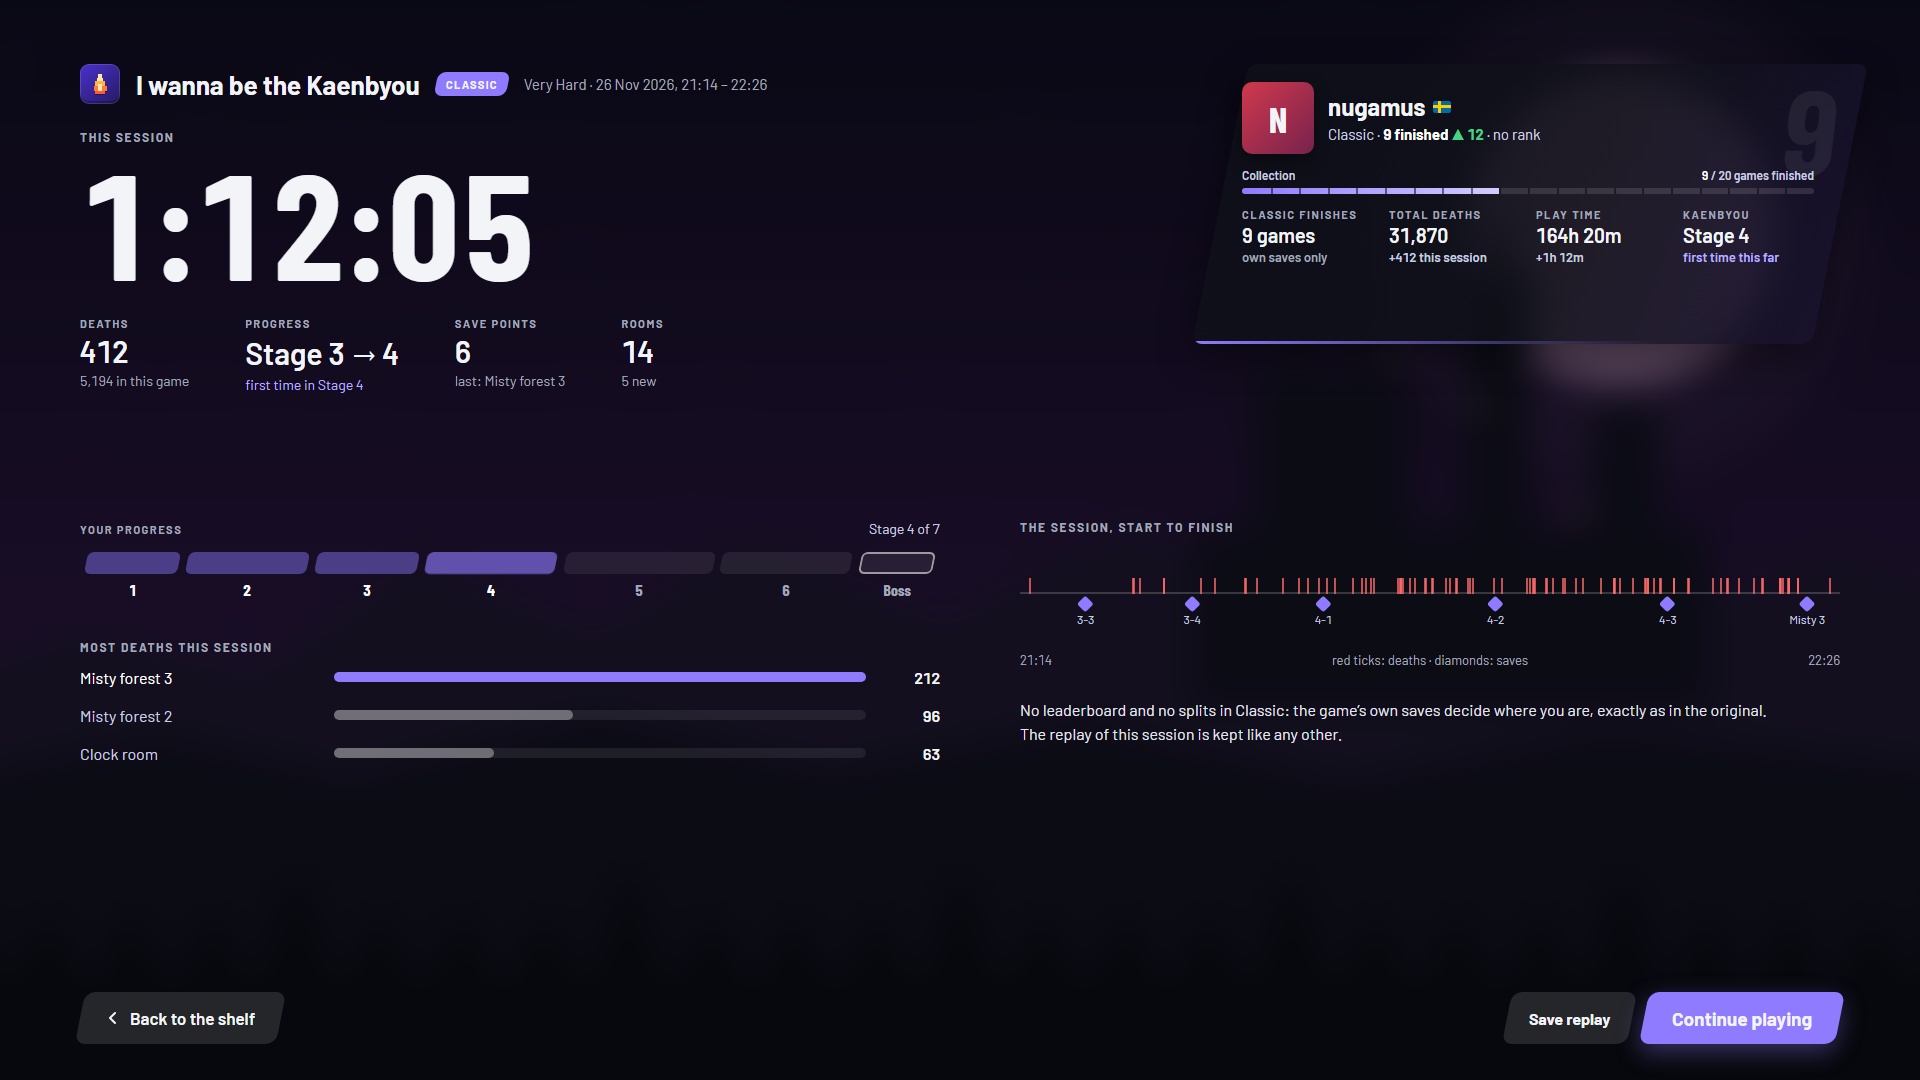 I wanna be the Kaenbyou
CLASSIC
Very Hard · 26 Nov 2026, 21:14 – 22:26
THIS SESSION
1:12:05
DEATHS
412
5,194 in this game
PROGRESS
Stage 3 → 4
first time in Stage 4
SAVE POINTS
6
last: Misty forest 3
ROOMS
14
5 new
N
nugamus
Classic · 9 finished ▲ 12 · no rank
9
Collection
9 / 20 games finished
CLASSIC FINISHES
9 games
own saves only
TOTAL DEATHS
31,870
+412 this session
PLAY TIME
164h 20m
+1h 12m
KAENBYOU
Stage 4
first time this far
YOUR PROGRESS
Stage 4 of 7
1
2
3
4
5
6
Boss
MOST DEATHS THIS SESSION
Misty forest 3
212
Misty forest 2
96
Clock room
63
THE SESSION, START TO FINISH
3-3
3-4
4-1
4-2
4-3
Misty 3
21:14
red ticks: deaths · diamonds: saves
22:26
No leaderboard and no splits in Classic: the game’s own saves decide where you are, exactly as in the original.
The replay of this session is kept like any other.
Back to the shelf
Save replay
Continue playing